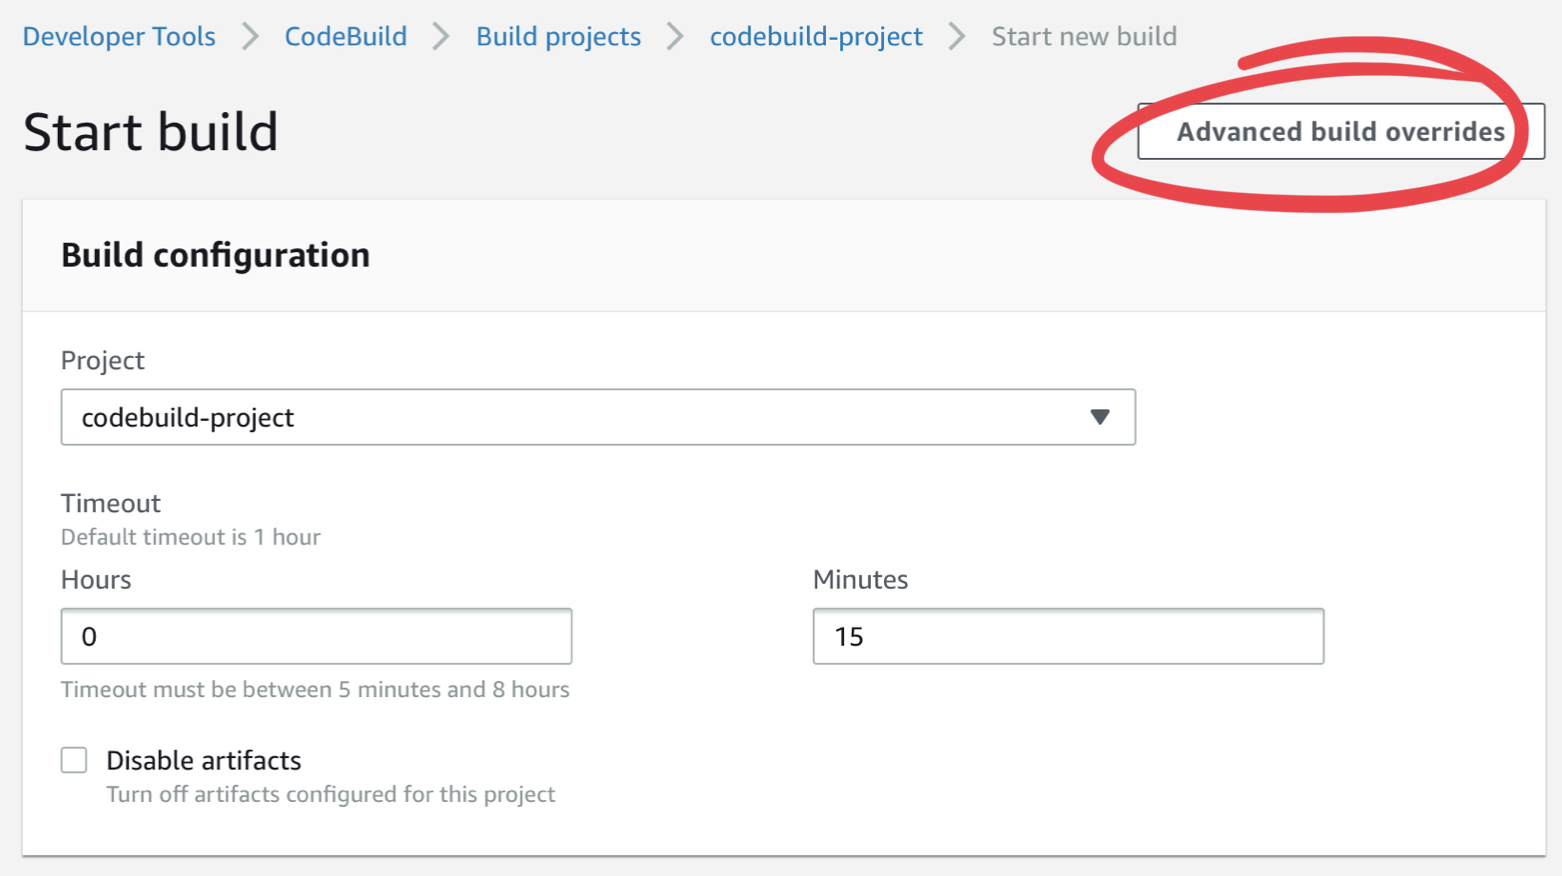 Developer Tools > CodeBuild > Build projects > codebuild-project > Start new build
Start build
Advanced build overrides
Build configuration
Project
codebuild-project
Timeout
Default timeout is 1 hour
Hours
Minutes
0
15
Timeout must be between 5 minutes and 8 hours
Disable artifacts
Turn off artifacts configured for this project